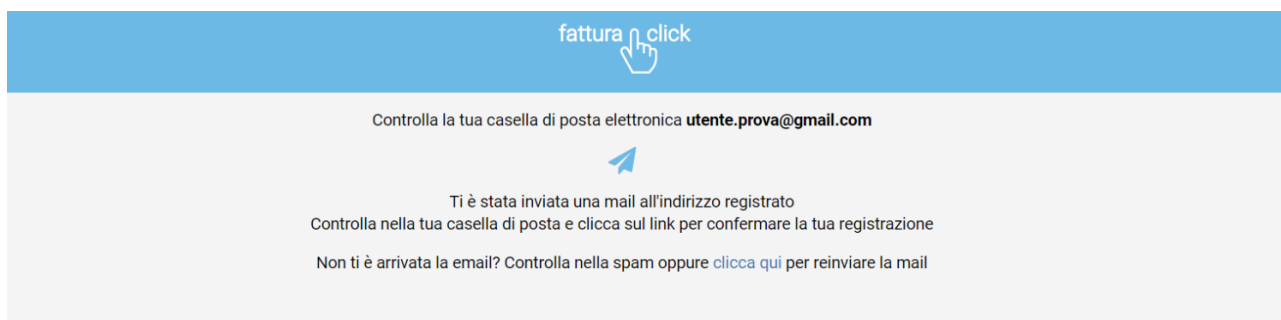 fattura click
Controlla la tua casella di posta elettronica utente.prova@gmail.com
Ti è stata inviata una mail all'indirizzo registrato
Controlla nella tua casella di posta e clicca sul link per confermare la tua registrazione
Non ti è arrivata la email? Controlla nella spam oppure clicca qui per reinviare la mail